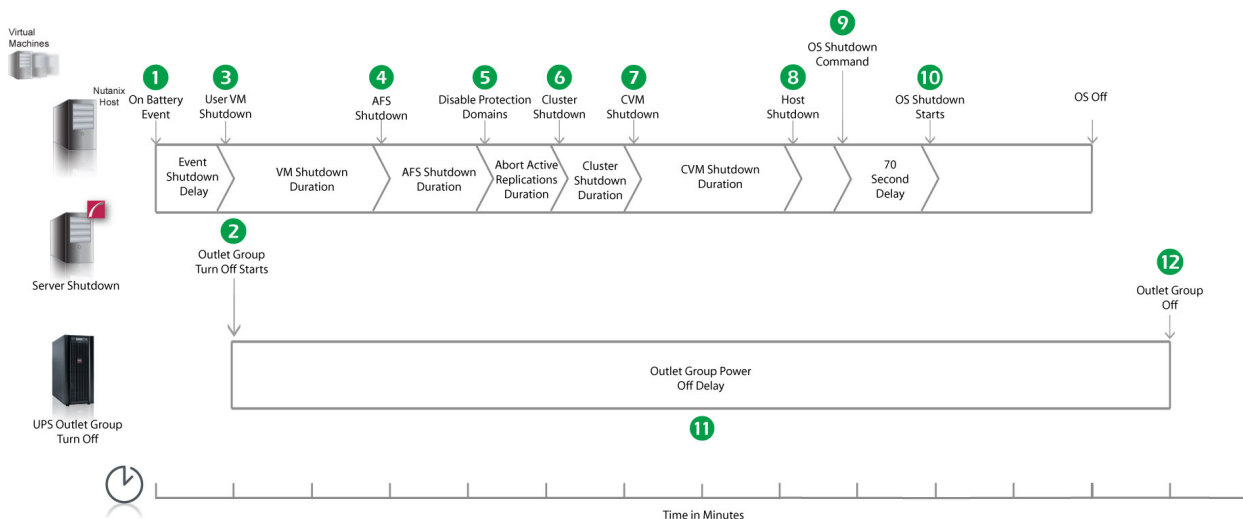 Virtual
Machines
Nutanix
Host
1
On Battery
Event
3
User VM
Shutdown
4
AFS
Shutdown
5
Disable Protection
Domains
6
Cluster
Shutdown
7
CVM
Shutdown
8
Host
Shutdown
9
OS Shutdown
Command
10
OS Shutdown
Starts
OS Off
Event
Shutdown
Delay
VM Shutdown
Duration
AFS Shutdown
Duration
Abort Active
Replications
Duration
Cluster
Shutdown
Duration
CVM Shutdown
Duration
70
Second
Delay
Server Shutdown
2
Outlet Group
Turn Off Starts
12
Outlet Group
Off
Outlet Group Power
Off Delay
11
UPS Outlet Group
Turn Off
Time in Minutes